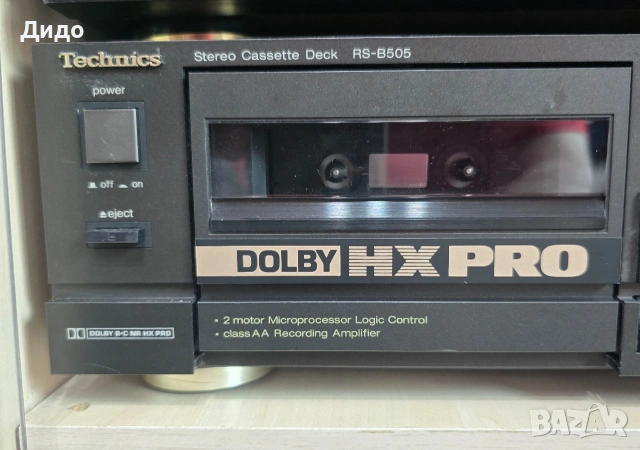 Дидо
Technics
Stereo Cassette Deck RS-B505
power
off on
eject
DOLBY HX PRO
• 2 motor Microprocessor Logic Control
• class AA Recording Amplifier
DOLBY B-C NR HX PRO
BAZAR